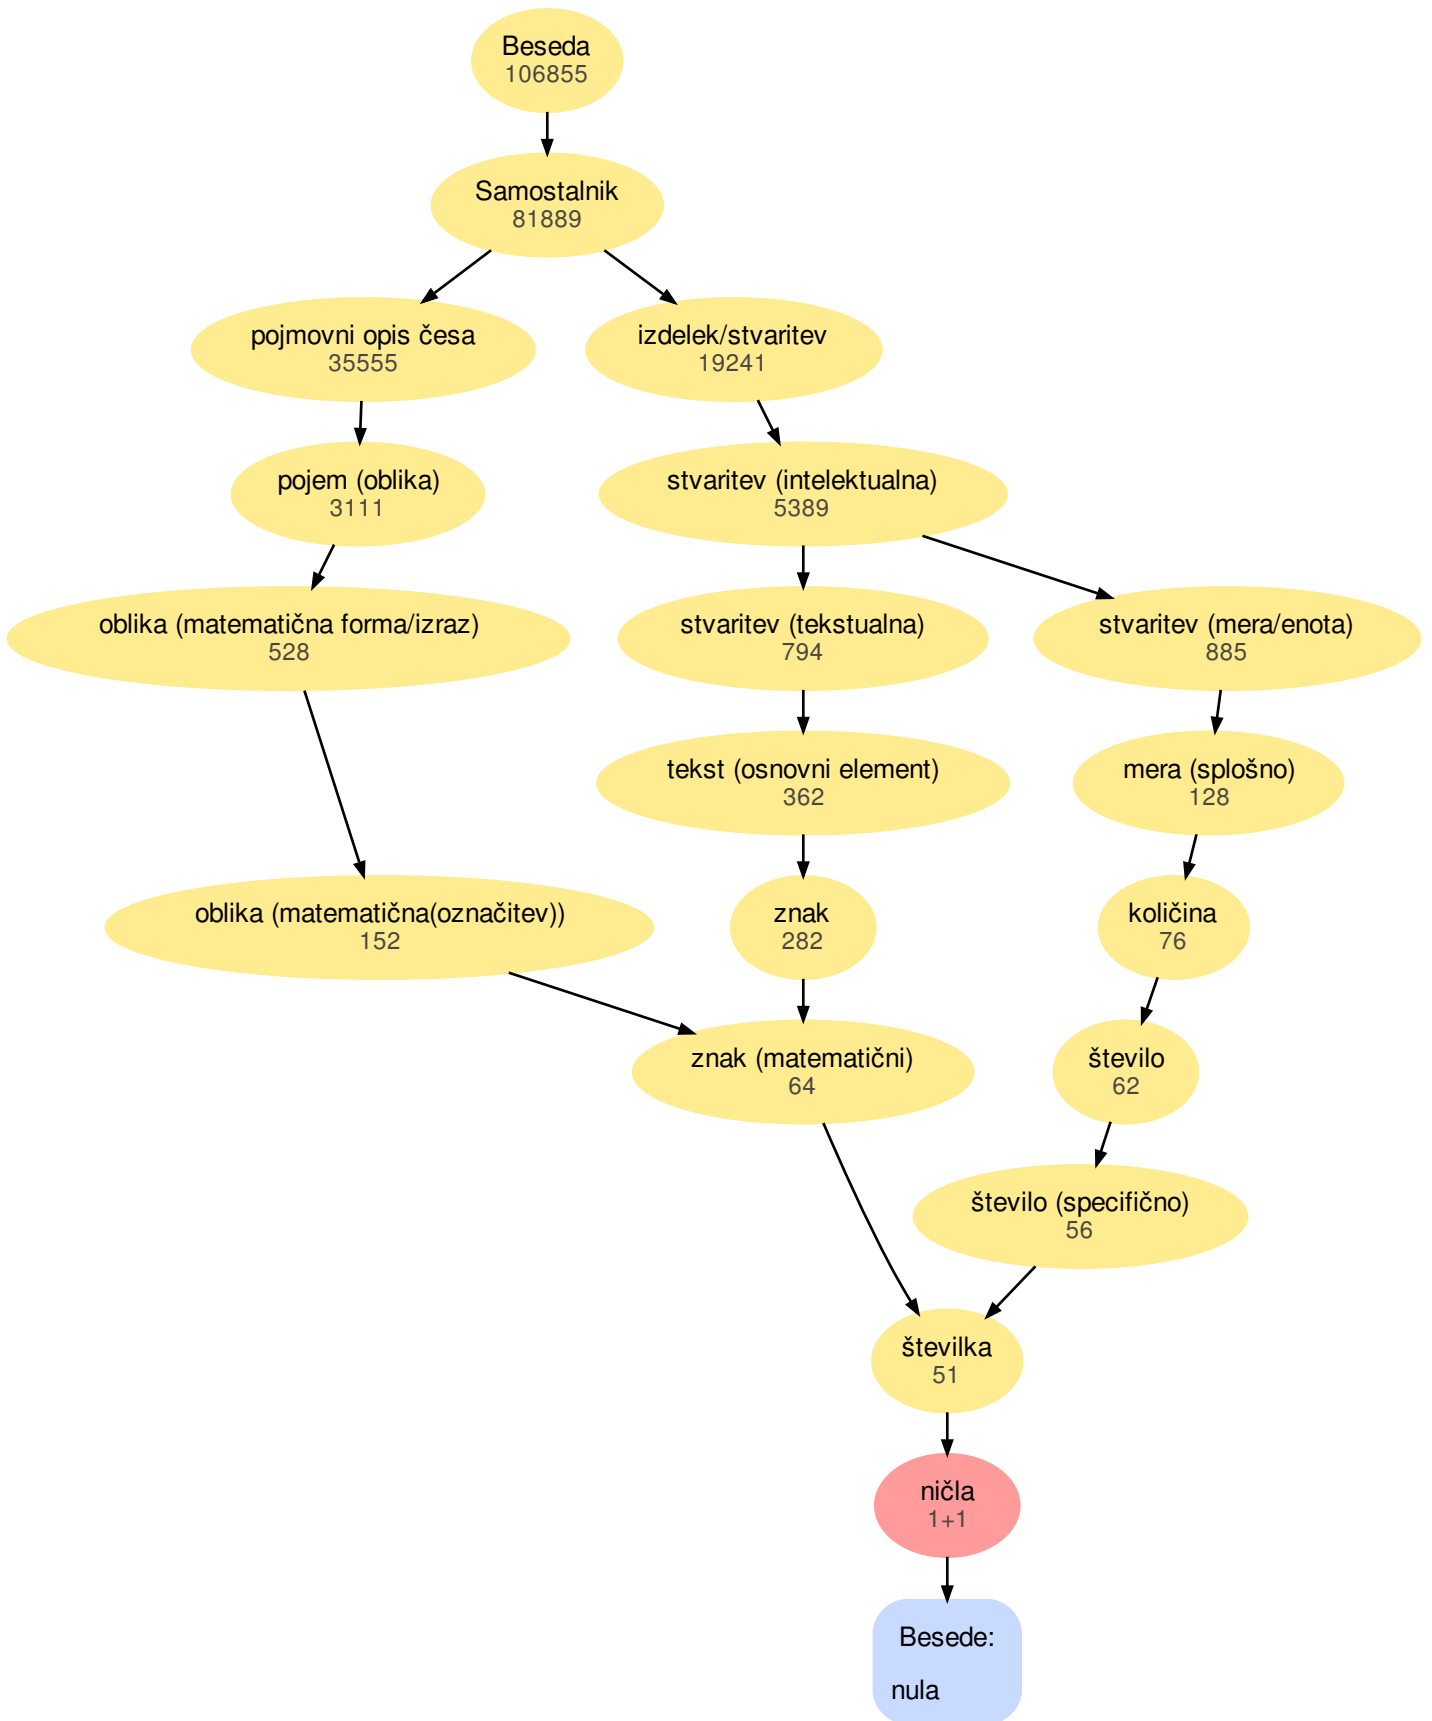 Beseda
106855
Samostalnik
81889
pojmovni opis česa
35555
izdelek/stvaritev
19241
pojem (oblika)
3111
stvaritev (intelektualna)
5389
oblika (matematična forma/izraz)
528
stvaritev (tekstualna)
794
stvaritev (mera/enota)
885
tekst (osnovni element)
362
mera (splošno)
128
oblika (matematična(označitev))
152
znak
282
količina
76
znak (matematični)
64
število
62
število (specifično)
56
številka
51
ničla
1+1
Besede:
nula